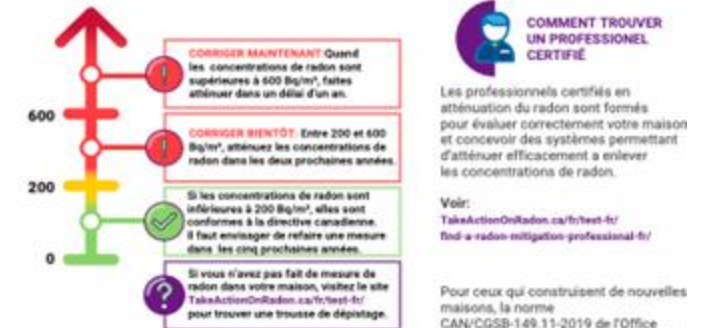 600
200
0
CORRIGER MAINTENANT Quand
les concentrations de radon sont
supérieures à 600 Bq/m³, faites
atténuer dans un délai d'un an.
CORRIGER BIENTÔT: Entre 200 et 600
Bq/m³, atténuez les concentrations de
radon dans les deux prochaines années.
Si les concentrations de radon sont
inférieures à 200 Bq/m³, elles sont
conformes à la directive canadienne.
Il faut envisager de refaire une mesure
dans les cinq prochaines années.
Si vous n'avez pas fait de mesure de
radon dans votre maison, visitez le site
TakeActionOnRadon.ca/fr/test-fr/
pour trouver une trousse de dépistage.
COMMENT TROUVER
UN PROFESSIONEL
CERTIFIÉ
Les professionnels certifiés en
atténuation du radon sont formés
pour évaluer correctement votre maison
et concevoir des systèmes permettant
d'atténuer efficacement a enlever
les concentrations de radon.
Voir:
TakeActionOnRadon.ca/fr/test-fr/
find-a-radon-mitigation-professional-fr/
Pour ceux qui construisent de nouvelles
maisons, la norme
CAN/CGSB-149.11-2019 de l'Office